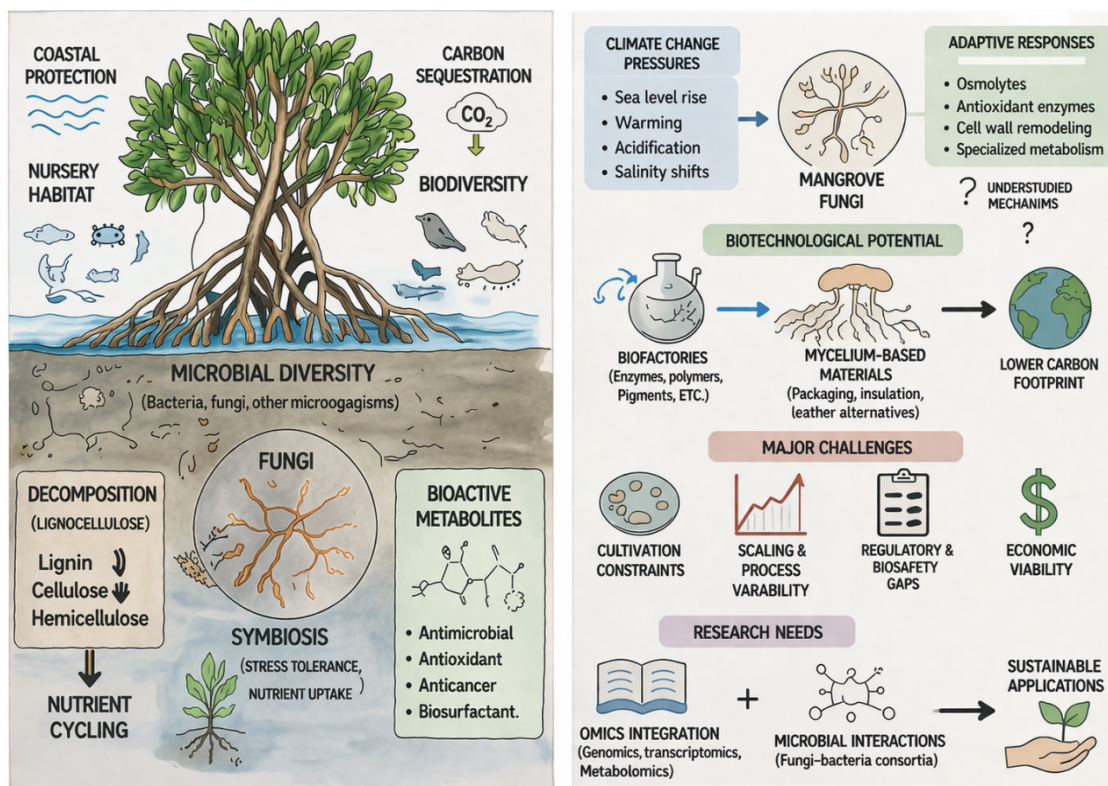 COASTAL
PROTECTION
CARBON
SEQUESTRATION
CO₂
NURSERY
HABITAT
BIODIVERSITY
MICROBIAL DIVERSITY
(Bacteria, fungi, other microogagisms)
FUNGI
DECOMPOSITION
(LIGNOCELLULOSE)
Lignin
Cellulose
Hemicellulose
NUTRIENT
CYCLING
SYMBIOSIS
(STRESS TOLERANCE,
NUTRIENT UPTAKE)
BIOACTIVE
METABOLITES
• Antimicrobial
• Antioxidant
• Anticancer
• Biosurfactant.
CLIMATE CHANGE
PRESSURES
• Sea level rise
• Warming
• Acidification
• Salinity shifts
MANGROVE
FUNGI
ADAPTIVE RESPONSES
• Osmolytes
• Antioxidant enzymes
• Cell wall remodeling
• Specialized metabolism
? UNDERSTUDIED
MECHANIMS
?
BIOTECHNOLOGICAL POTENTIAL
BIOFACTORIES
(Enzymes, polymers,
Pigments, ETC.)
MYCELIUM-BASED
MATERIALS
(Packaging, insulation,
leather alternatives)
LOWER CARBON
FOOTPRINT
MAJOR CHALLENGES
CULTIVATION
CONSTRAINTS
SCALING &
PROCESS
VARABILITY
REGULATORY &
BIOSAFETY
GAPS
$
ECONOMIC
VIABILITY
RESEARCH NEEDS
OMICS INTEGRATION
(Genomics, transcriptomics,
Metabolomics)
+
MICROBIAL INTERACTIONS
(Fungi-bacteria consortia)
SUSTAINABLE
APPLICATIONS